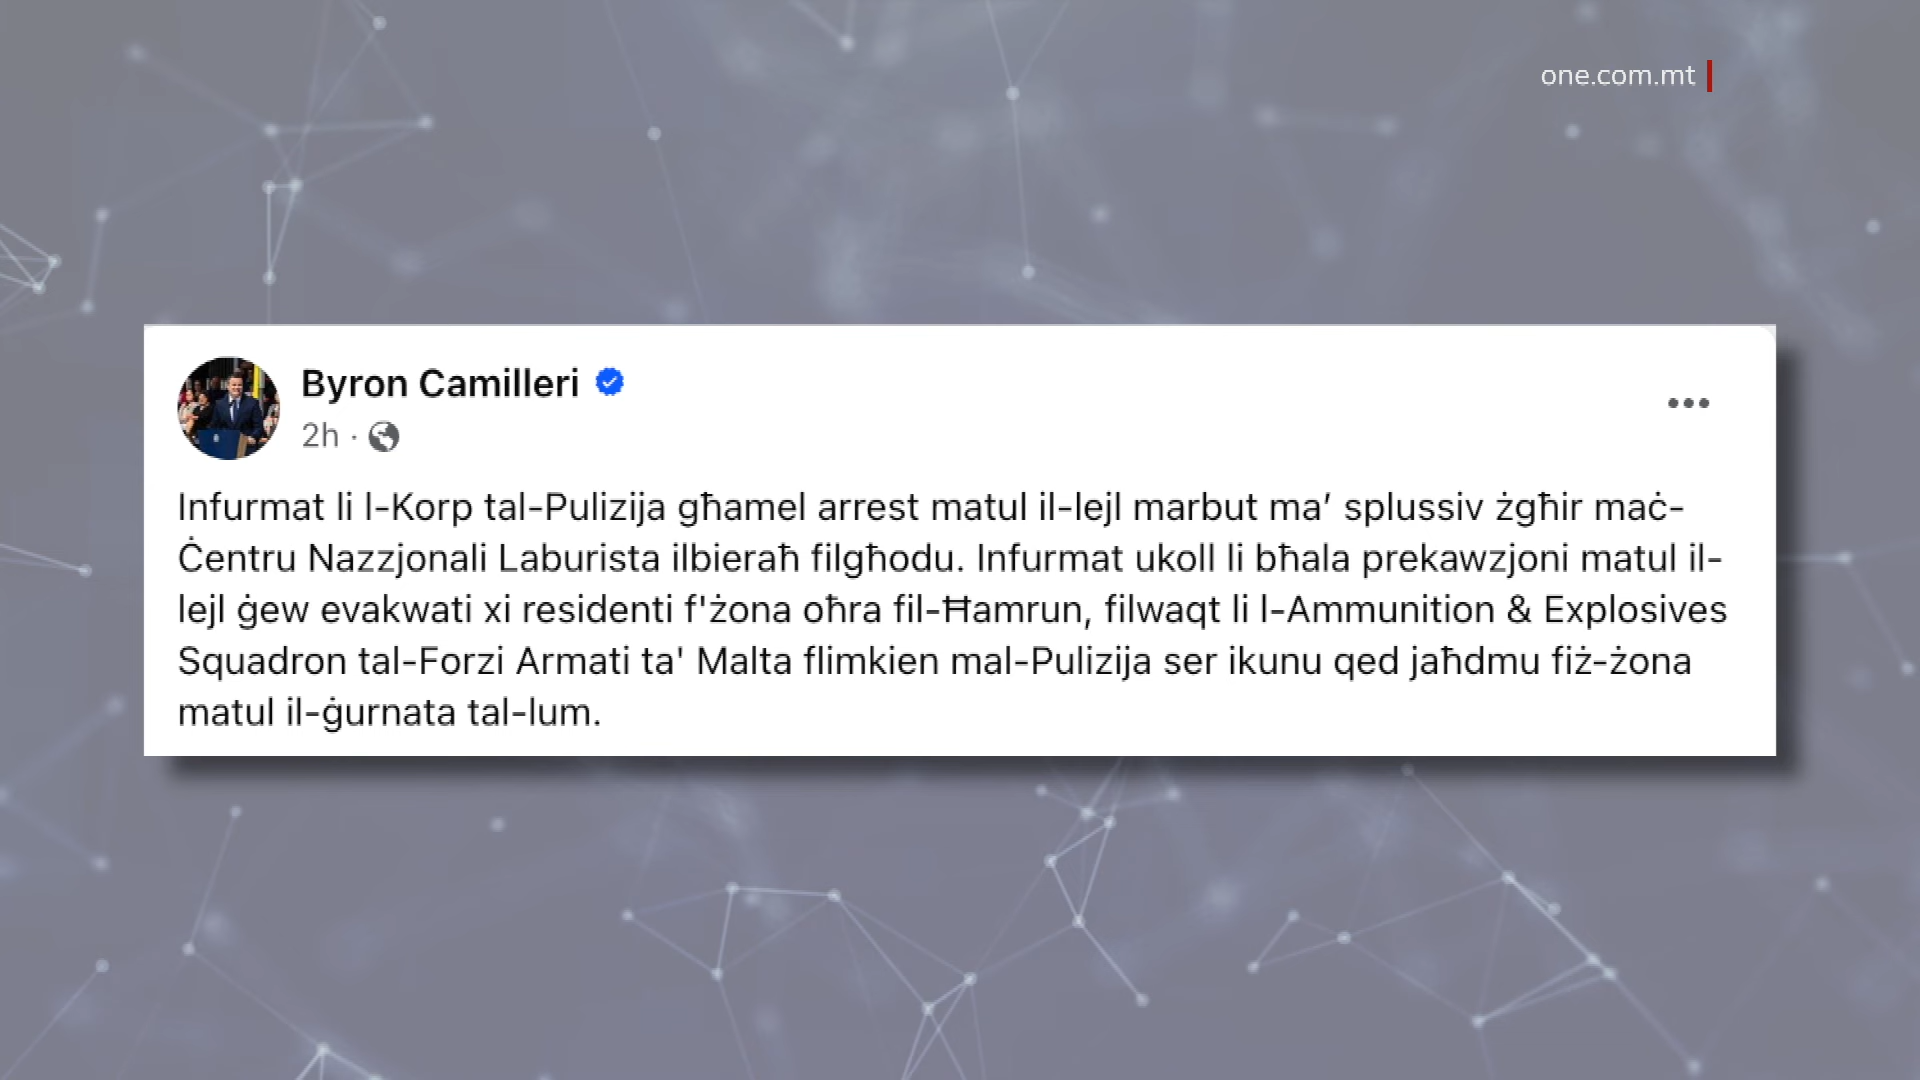 one.com.mt
Byron Camilleri
2h ·
Infurmat li l-Korp tal-Pulizija għamel arrest matul il-lejl marbut ma’ splussiv żgħir maċ-
Ċentru Nazzjonali Laburista ilbieraħ filgħodu. Infurmat ukoll li bħala prekawzjoni matul il-
lejl ġew evakwati xi residenti f'żona oħra fil-Ħamrun, filwaqt li l-Ammunition & Explosives
Squadron tal-Forzi Armati ta' Malta flimkien mal-Pulizija ser ikunu qed jaħdmu fiż-żona
matul il-ġurnata tal-lum.